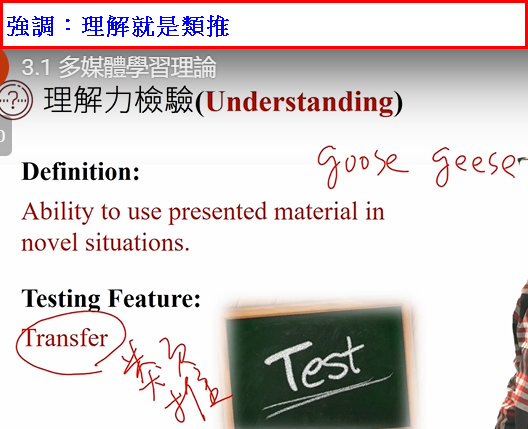 強調：理解就是類推
3.1 多媒體學習理論
理解力檢驗(Understanding)
goose geese
Definition:
Ability to use presented material in
novel situations.
Testing Feature:
Transfer
類推
Test